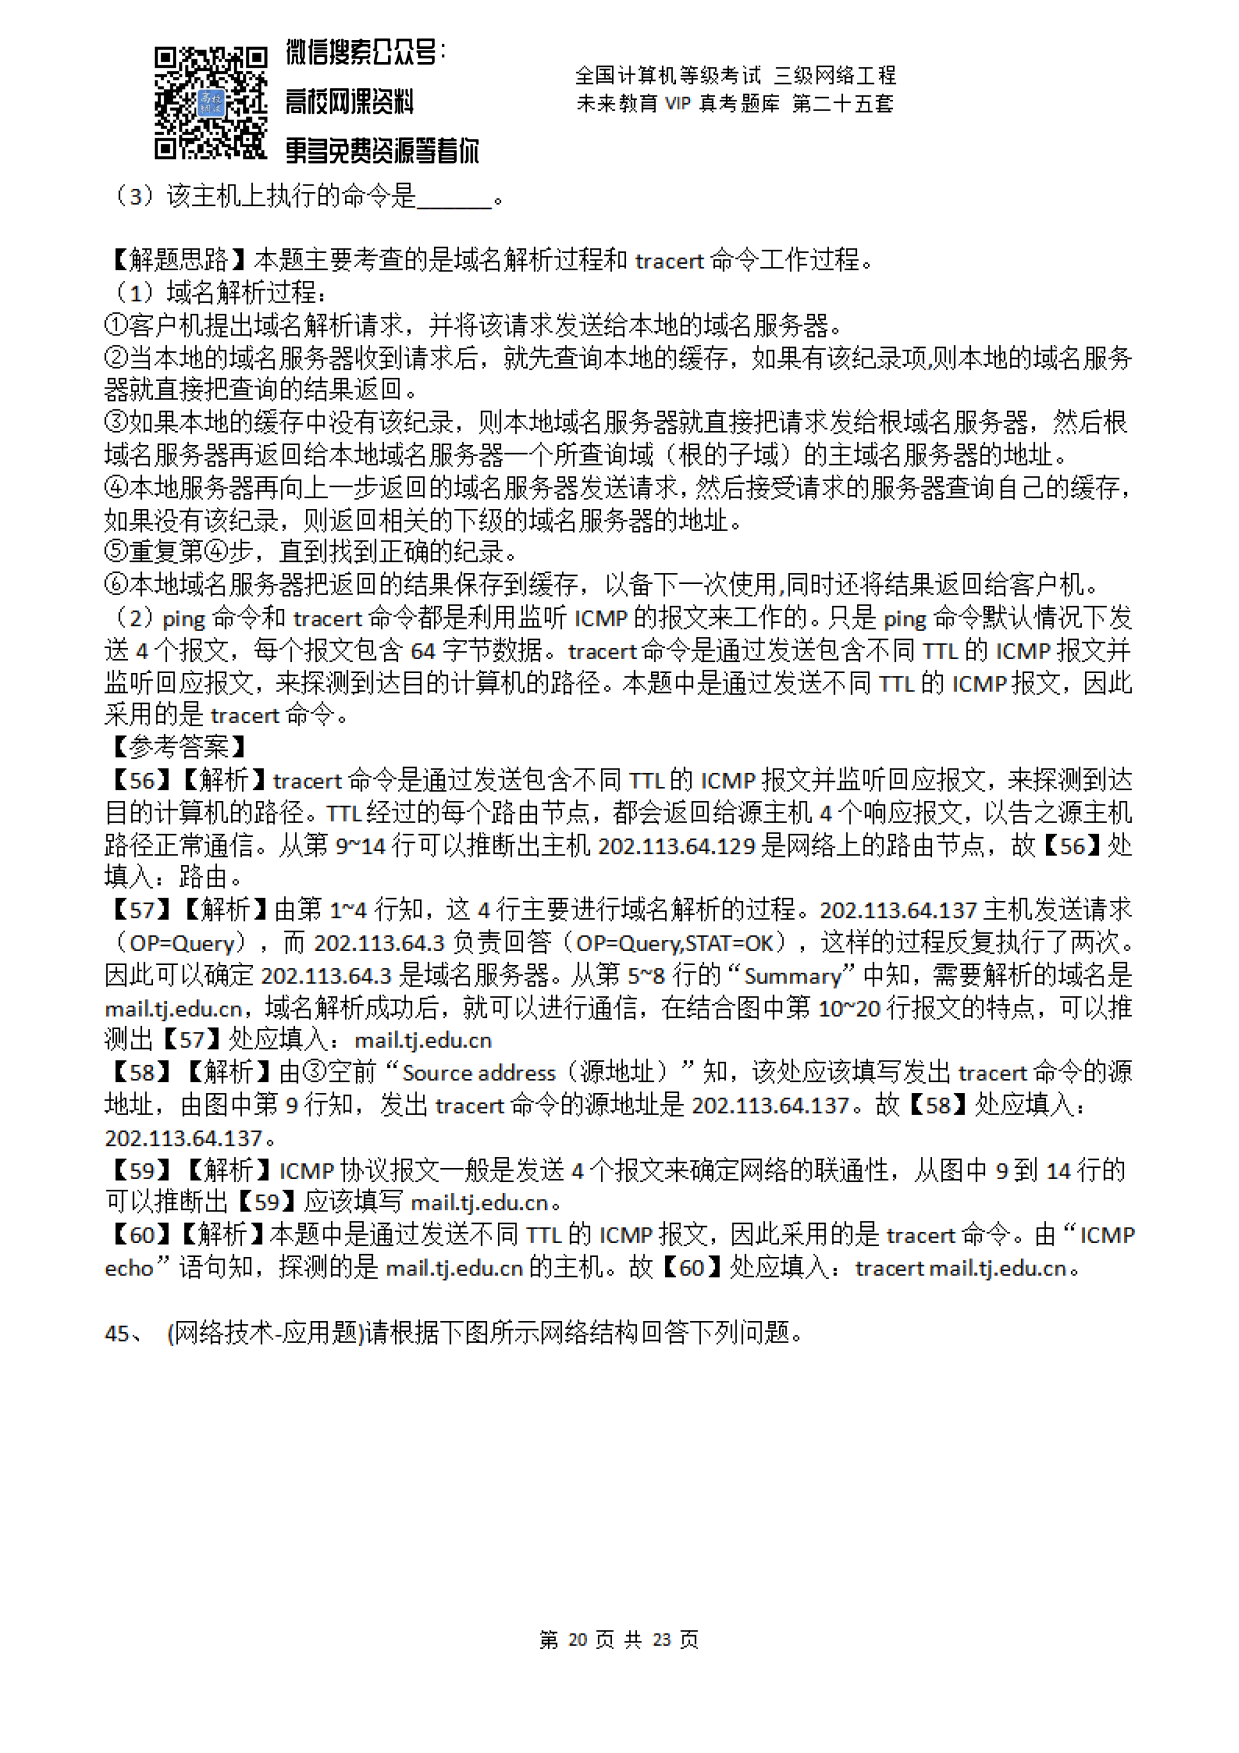 微信搜索公众号：
高校网课资料
更多免费资源等着你
全国计算机等级考试 三级网络工程
未来教育 VIP 真考题库 第二十五套
（3）该主机上执行的命令是______。
【解题思路】本题主要考查的是域名解析过程和 tracert 命令工作过程。
（1）域名解析过程：
①客户机提出域名解析请求，并将该请求发送给本地的域名服务器。
②当本地的域名服务器收到请求后，就先查询本地的缓存，如果有该纪录项,则本地的域名服务
器就直接把查询的结果返回。
③如果本地的缓存中没有该纪录，则本地域名服务器就直接把请求发给根域名服务器，然后根
域名服务器再返回给本地域名服务器一个所查询域（根的子域）的主域名服务器的地址。
④本地服务器再向上一步返回的域名服务器发送请求，然后接受请求的服务器查询自己的缓存，
如果没有该纪录，则返回相关的下级的域名服务器的地址。
⑤重复第④步，直到找到正确的纪录。
⑥本地域名服务器把返回的结果保存到缓存，以备下一次使用,同时还将结果返回给客户机。
（2）ping 命令和 tracert 命令都是利用监听 ICMP 的报文来工作的。只是 ping 命令默认情况下发
送 4 个报文，每个报文包含 64 字节数据。tracert 命令是通过发送包含不同 TTL 的 ICMP 报文并
监听回应报文，来探测到达目的计算机的路径。本题中是通过发送不同 TTL 的 ICMP 报文，因此
采用的是 tracert 命令。
【参考答案】
【56】【解析】tracert 命令是通过发送包含不同 TTL 的 ICMP 报文并监听回应报文，来探测到达
目的计算机的路径。TTL 经过的每个路由节点，都会返回给源主机 4 个响应报文，以告之源主机
路径正常通信。从第 9~14 行可以推断出主机 202.113.64.129 是网络上的路由节点，故【56】处
填入：路由。
【57】【解析】由第 1~4 行知，这 4 行主要进行域名解析的过程。202.113.64.137 主机发送请求
（OP=Query），而 202.113.64.3 负责回答（OP=Query,STAT=OK），这样的过程反复执行了两次。
因此可以确定 202.113.64.3 是域名服务器。从第 5~8 行的“Summary”中知，需要解析的域名是
mail.tj.edu.cn，域名解析成功后，就可以进行通信，在结合图中第 10~20 行报文的特点，可以推
测出【57】处应填入：mail.tj.edu.cn
【58】【解析】由③空前“Source address（源地址）”知，该处应该填写发出 tracert 命令的源
地址，由图中第 9 行知，发出 tracert 命令的源地址是 202.113.64.137。故【58】处应填入：
202.113.64.137。
【59】【解析】ICMP 协议报文一般是发送 4 个报文来确定网络的联通性，从图中 9 到 14 行的
可以推断出【59】应该填写 mail.tj.edu.cn。
【60】【解析】本题中是通过发送不同 TTL 的 ICMP 报文，因此采用的是 tracert 命令。由“ICMP
echo”语句知，探测的是 mail.tj.edu.cn 的主机。故【60】处应填入：tracert mail.tj.edu.cn。
45、 (网络技术-应用题)请根据下图所示网络结构回答下列问题。
第 20 页 共 23 页